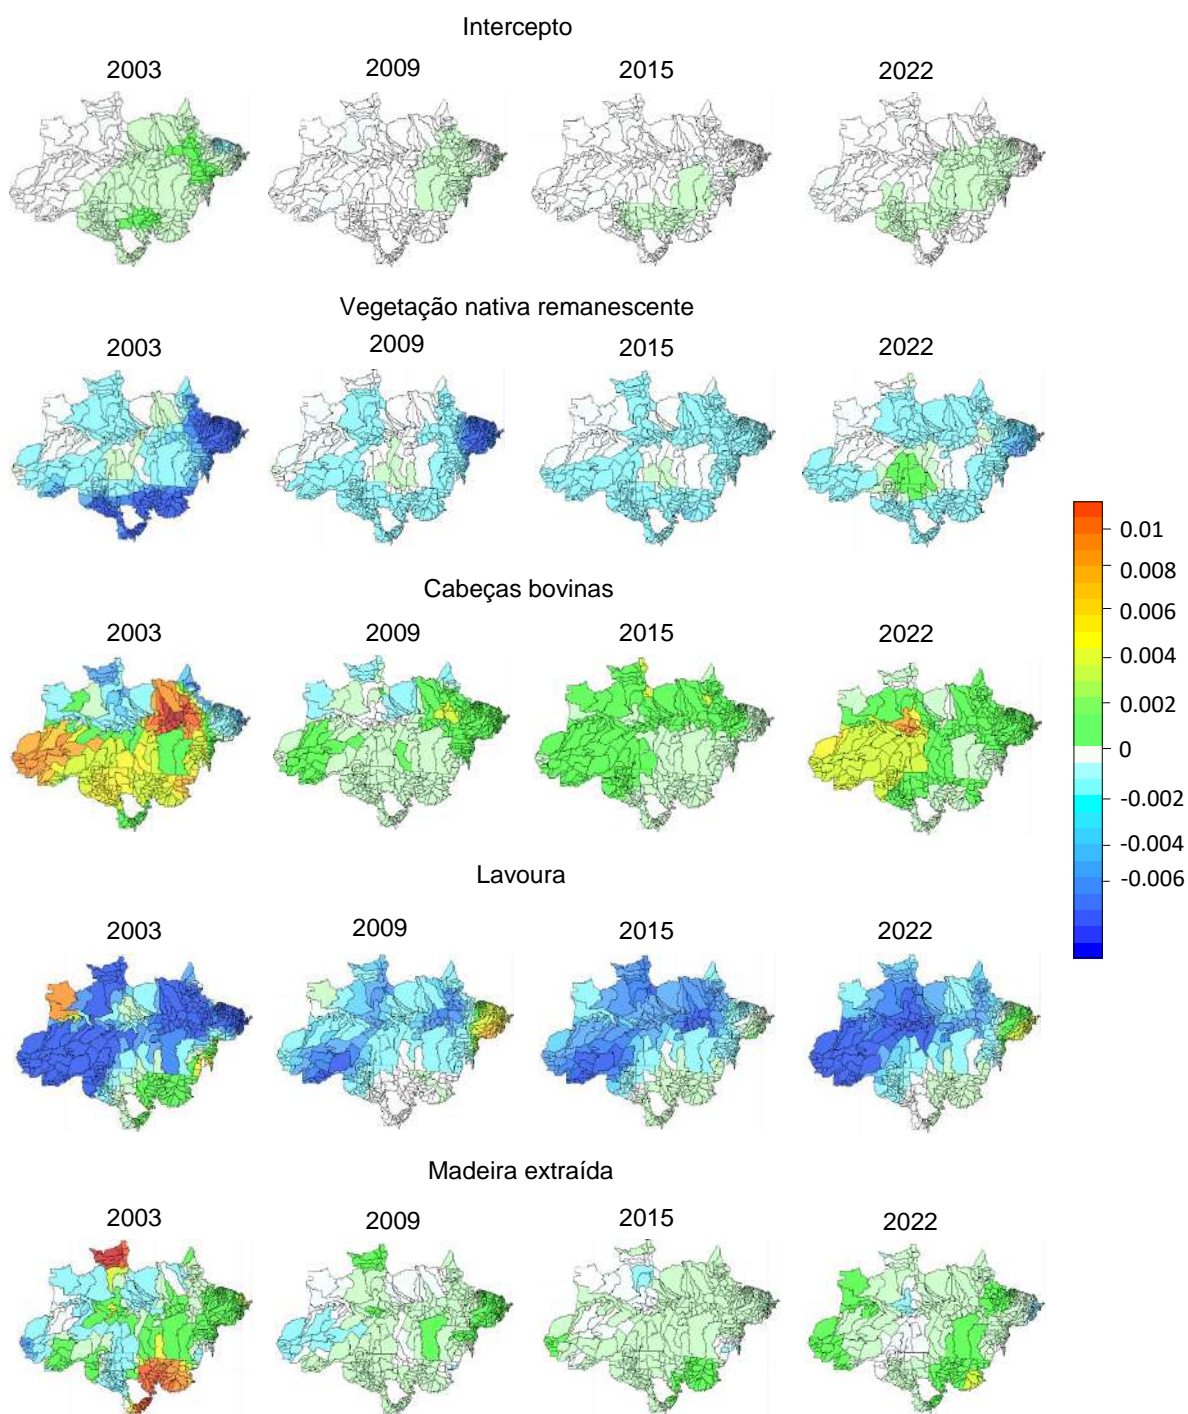 Intercepto
2003 2009 2015 2022
Vegetação nativa remanescente
2003 2009 2015 2022
Cabeças bovinas
2003 2009 2015 2022
0.01
0.008
0.006
0.004
0.002
0
-0.002
-0.004
-0.006
Lavoura
2003 2009 2015 2022
Madeira extraída
2003 2009 2015 2022